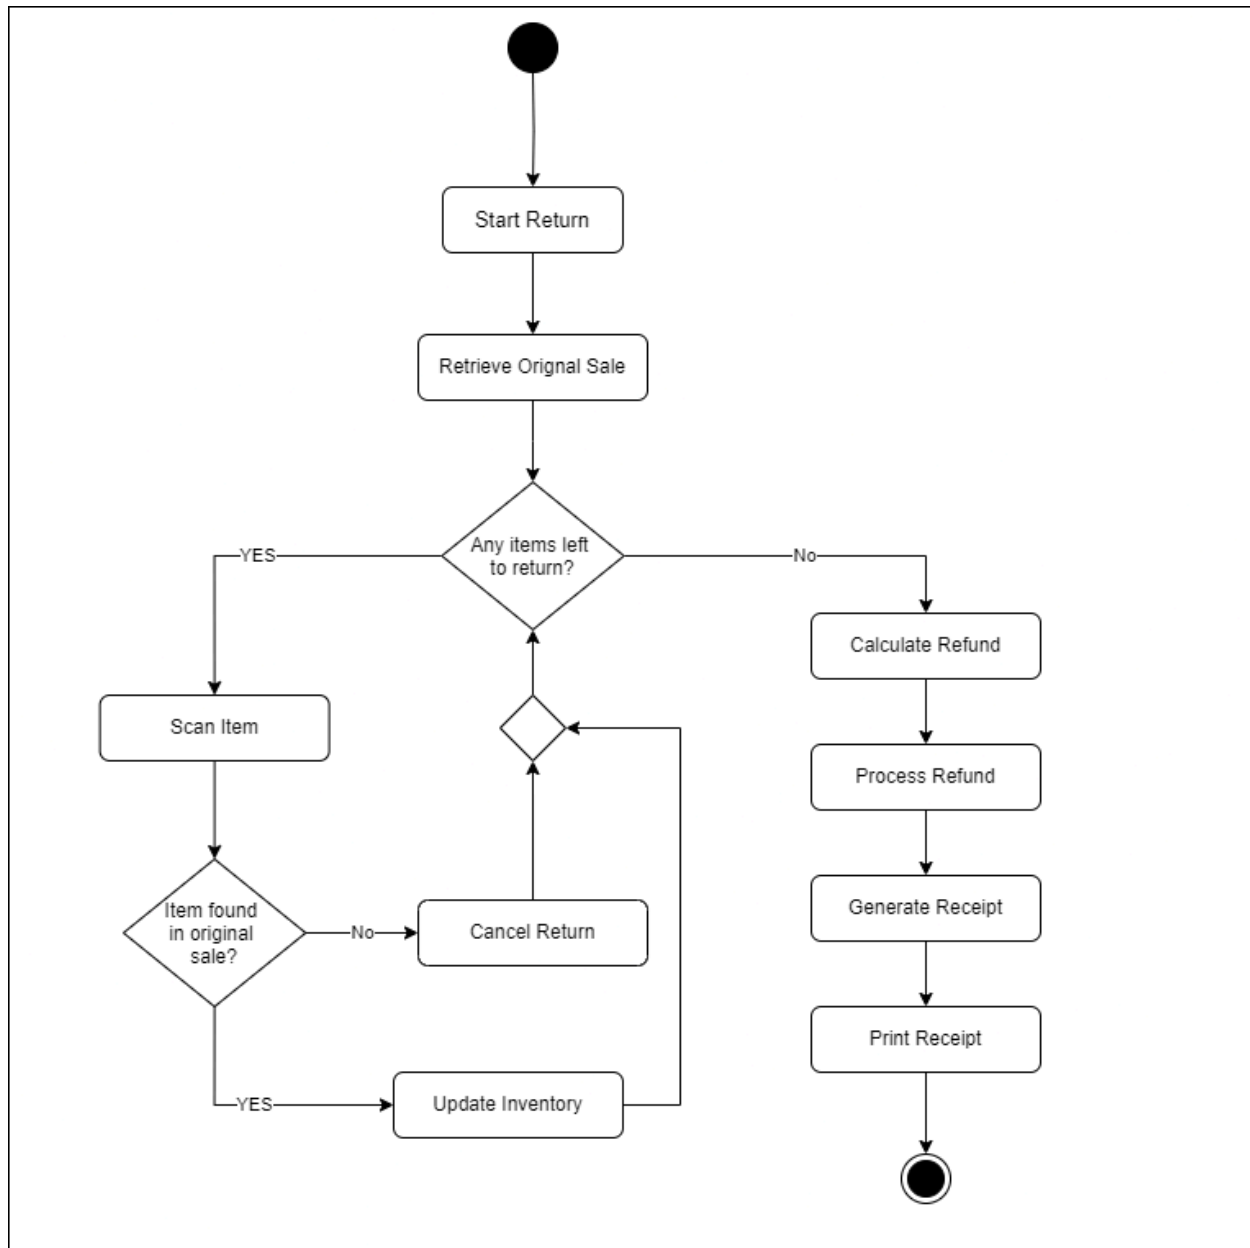 Start Return
Retrieve Orignal Sale
Any items left
to return?
YES
No
Calculate Refund
Scan Item
Process Refund
Item found
in original
sale?
No
Cancel Return
Generate Receipt
Print Receipt
YES
Update Inventory